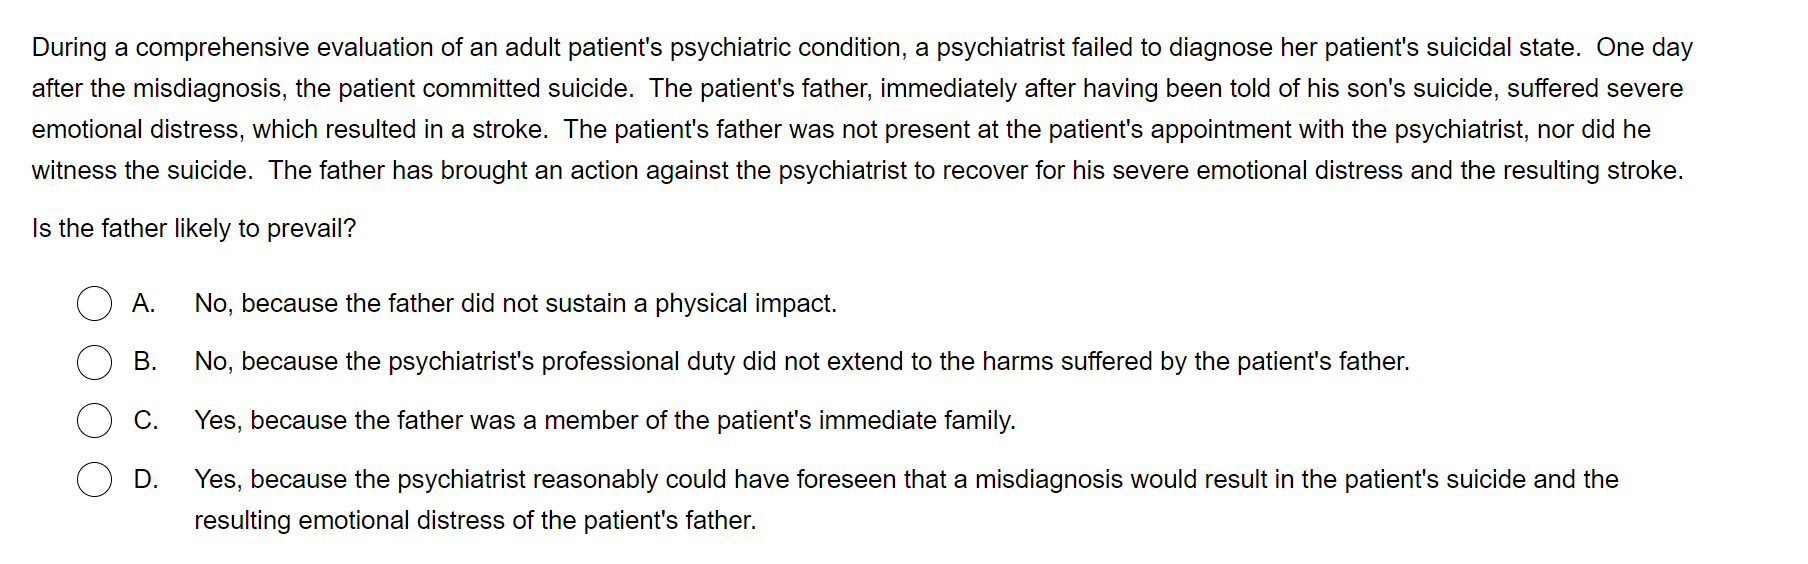 During a comprehensive evaluation of an adult patient's psychiatric condition, a psychiatrist failed to diagnose her patient's suicidal state.  One day
after the misdiagnosis, the patient committed suicide.  The patient's father, immediately after having been told of his son's suicide, suffered severe
emotional distress, which resulted in a stroke.  The patient's father was not present at the patient's appointment with the psychiatrist, nor did he
witness the suicide.  The father has brought an action against the psychiatrist to recover for his severe emotional distress and the resulting stroke.
Is the father likely to prevail?
A. No, because the father did not sustain a physical impact.
B. No, because the psychiatrist's professional duty did not extend to the harms suffered by the patient's father.
C. Yes, because the father was a member of the patient's immediate family.
D. Yes, because the psychiatrist reasonably could have foreseen that a misdiagnosis would result in the patient's suicide and the
resulting emotional distress of the patient's father.